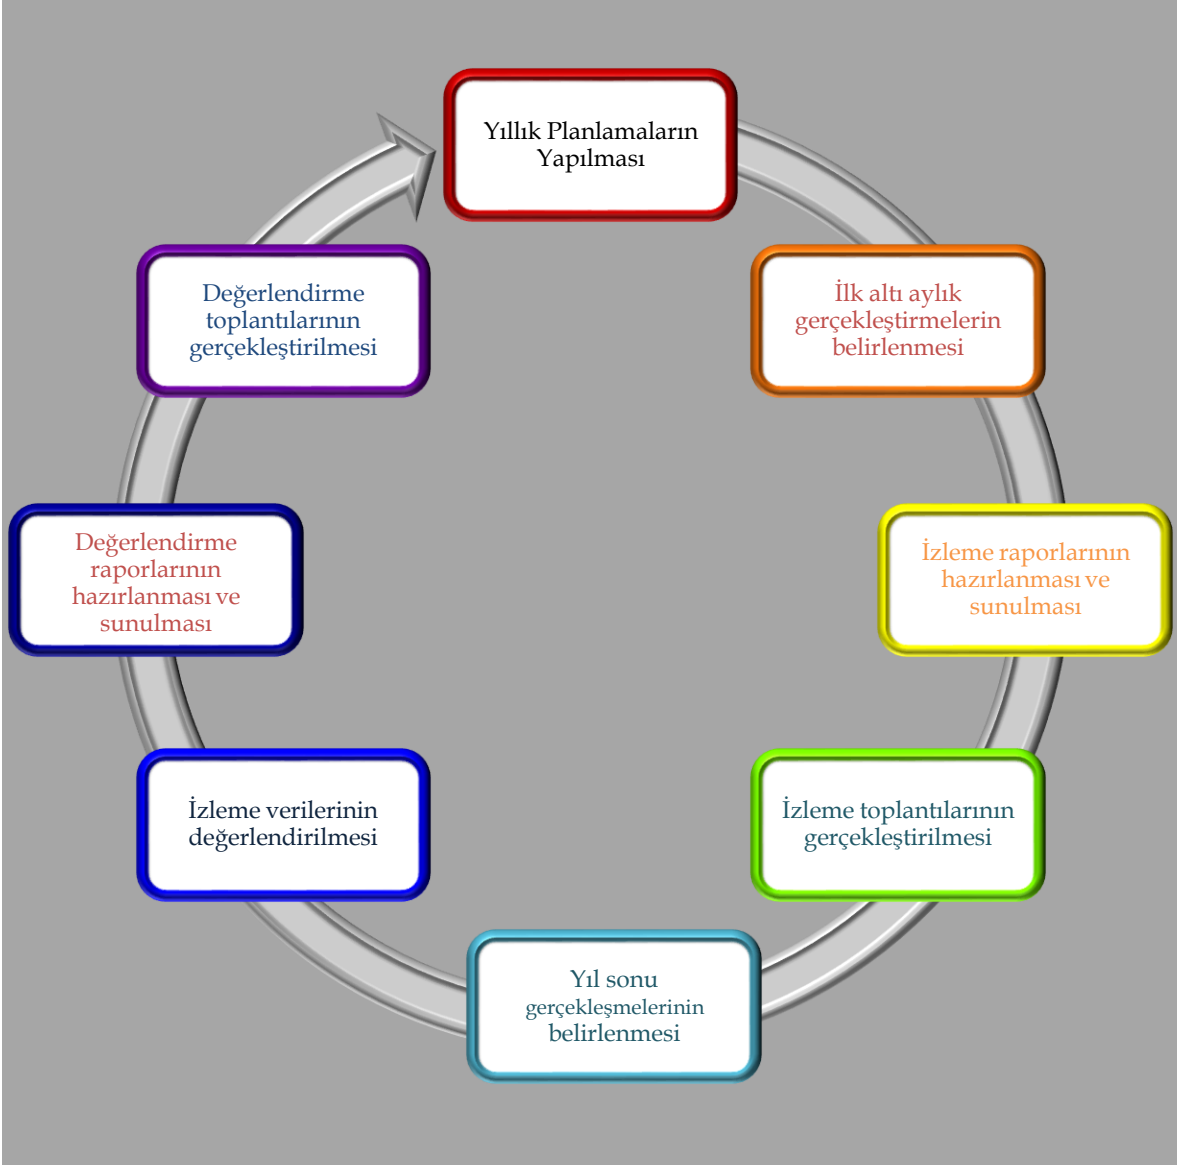 Yıllık Planlamaların
Yapılması
İlk altı aylık
gerçekleştirmelerin
belirlenmesi
İzleme raporlarının
hazırlanması ve
sunulması
İzleme toplantılarının
gerçekleştirilmesi
Yıl sonu
gerçekleşmelerinin
belirlenmesi
İzleme verilerinin
değerlendirilmesi
Değerlendirme
raporlarının
hazırlanması ve
sunulması
Değerlendirme
toplantılarının
gerçekleştirilmesi